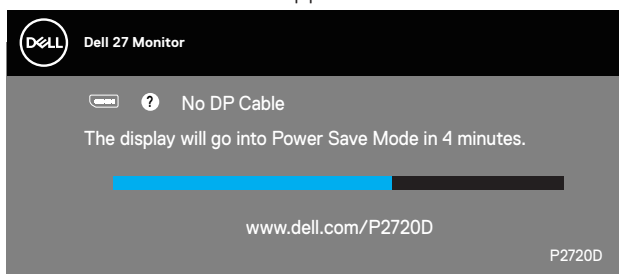 DELL
Dell 27 Monitor
? No DP Cable
The display will go into Power Save Mode in 4 minutes.
www.dell.com/P2720D
P2720D